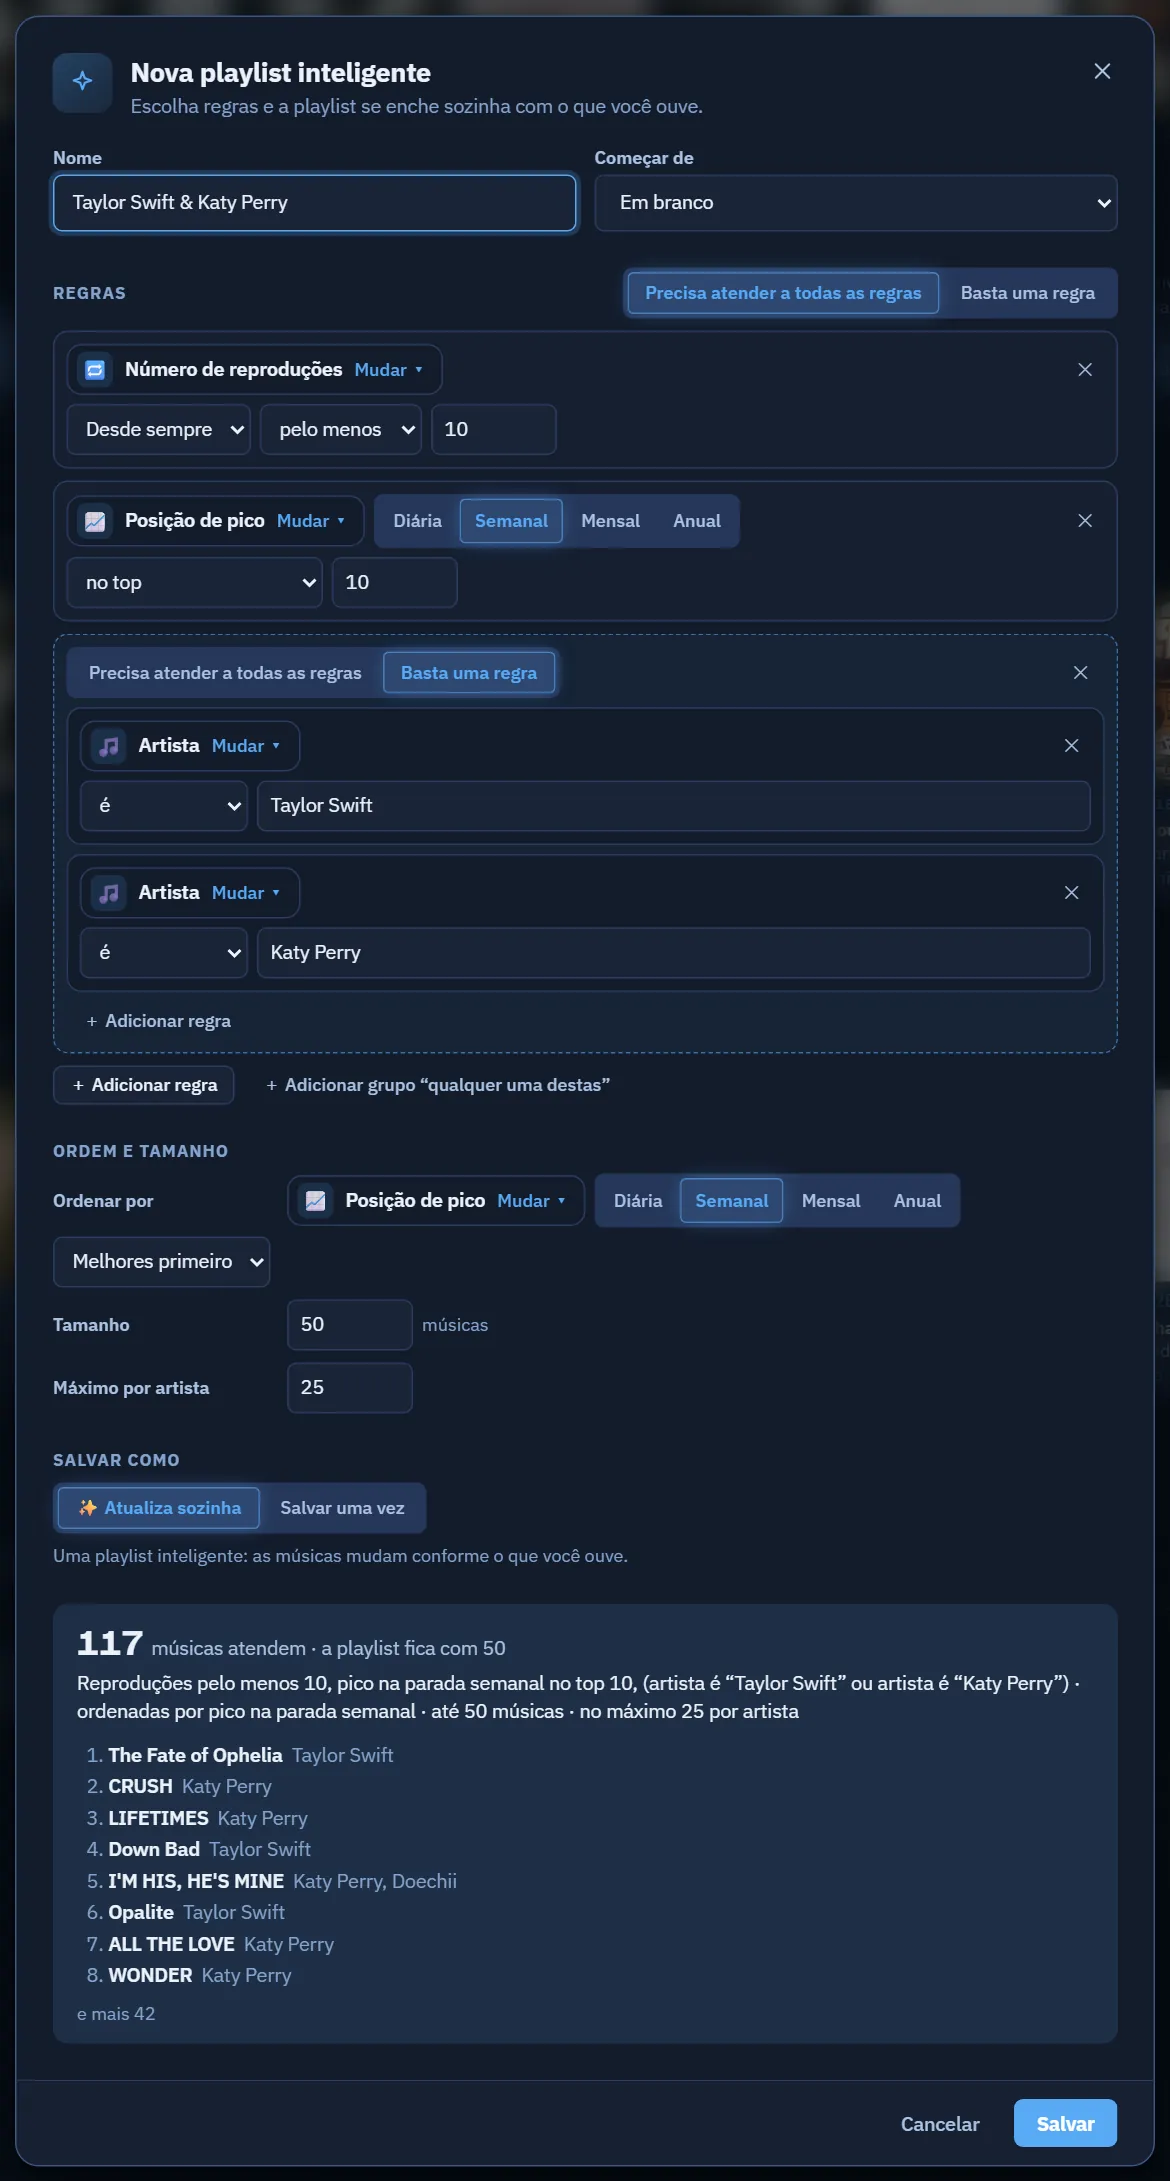 Nova playlist inteligente
Escolha regras e a playlist se enche sozinha com o que você ouve.
Nome
Começar de
Taylor Swift & Katy Perry
Em branco
REGRAS
Precisa atender a todas as regras
Basta uma regra
Número de reproduções Mudar
Desde sempre
pelo menos
10
Posição de pico Mudar
Diária
Semanal
Mensal
Anual
no top
10
Precisa atender a todas as regras
Basta uma regra
Artista Mudar
é
Taylor Swift
Artista Mudar
é
Katy Perry
+ Adicionar regra
+ Adicionar regra
+ Adicionar grupo “qualquer uma destas”
ORDEM E TAMANHO
Ordenar por
Posição de pico Mudar
Diária
Semanal
Mensal
Anual
Melhores primeiro
Tamanho
50
músicas
Máximo por artista
25
SALVAR COMO
✨ Atualiza sozinha
Salvar uma vez
Uma playlist inteligente: as músicas mudam conforme o que você ouve.
117 músicas atendem · a playlist fica com 50
Reproduções pelo menos 10, pico na parada semanal no top 10, (artista é “Taylor Swift” ou artista é “Katy Perry”) ·
ordenadas por pico na parada semanal · até 50 músicas · no máximo 25 por artista
1. The Fate of Ophelia Taylor Swift
2. CRUSH Katy Perry
3. LIFETIMES Katy Perry
4. Down Bad Taylor Swift
5. I'M HIS, HE'S MINE Katy Perry, Doechii
6. Opalite Taylor Swift
7. ALL THE LOVE Katy Perry
8. WONDER Katy Perry
e mais 42
Cancelar
Salvar